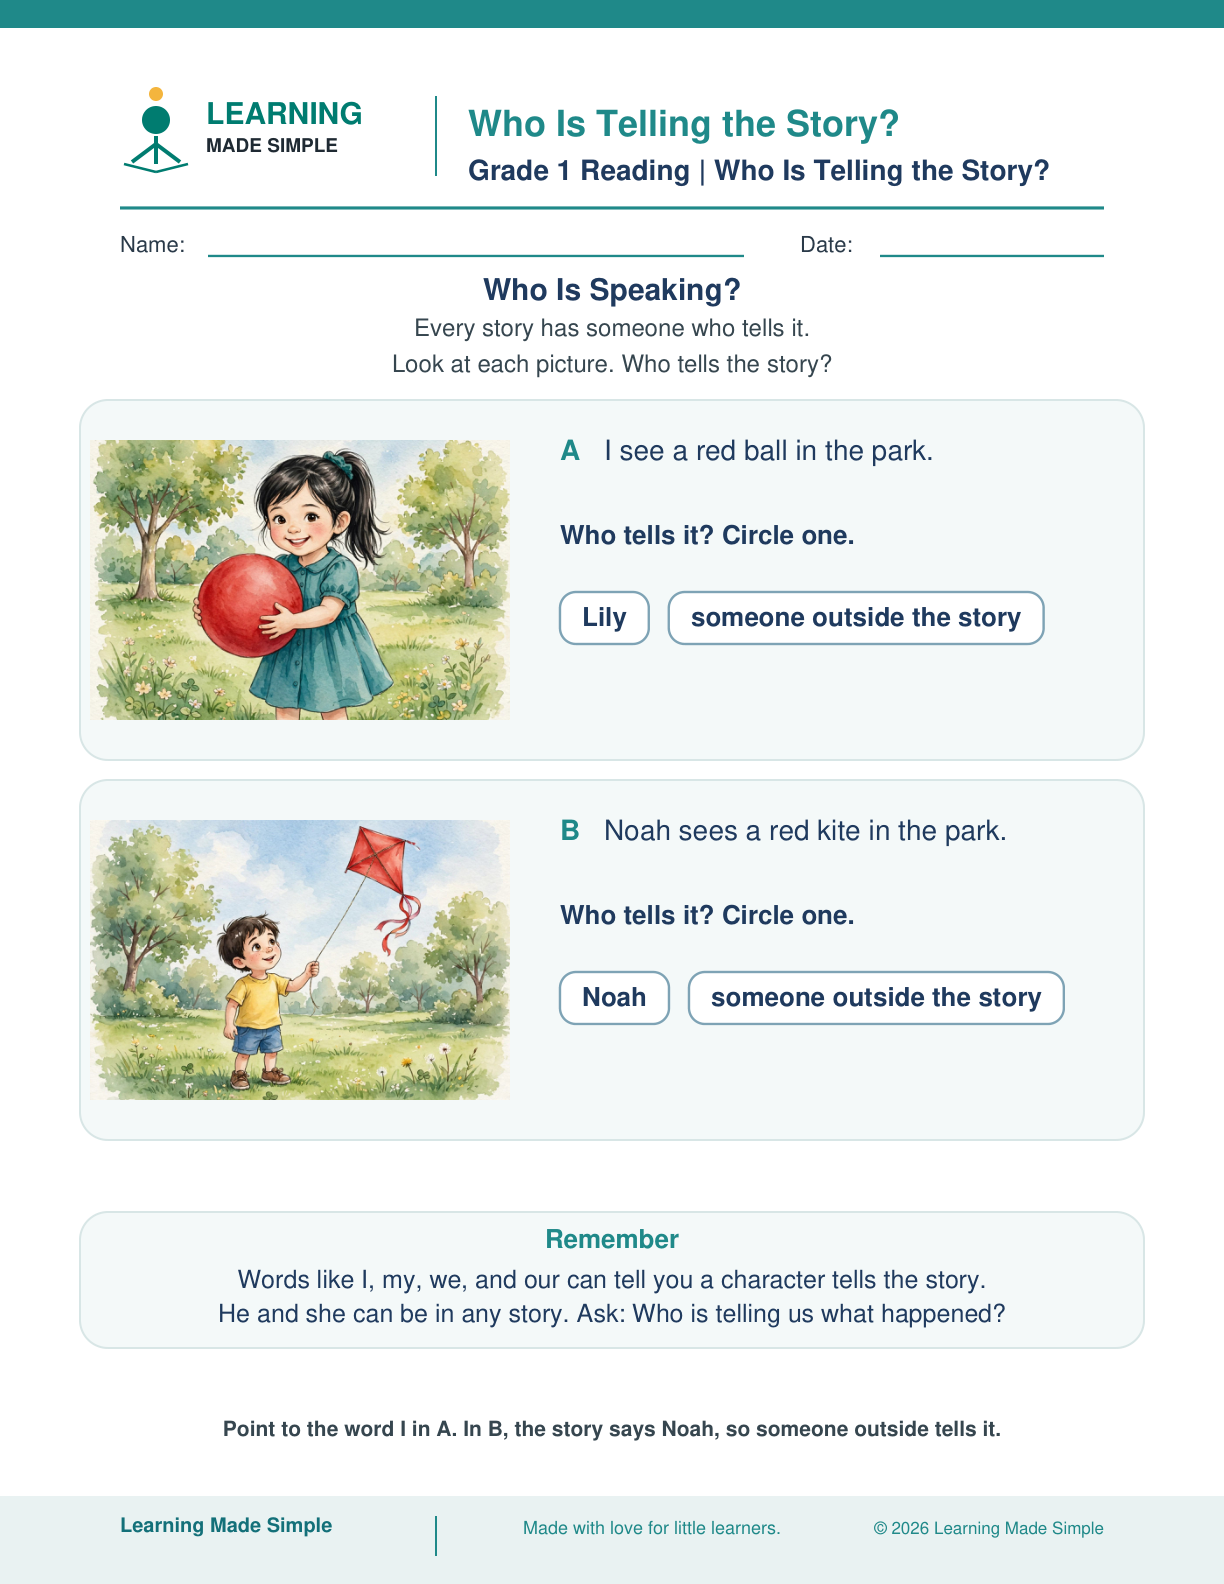 LEARNING
MADE SIMPLE
Who Is Telling the Story?
Grade 1 Reading | Who Is Telling the Story?
Name:
Date:
Who Is Speaking?
Every story has someone who tells it.
Look at each picture. Who tells the story?
A I see a red ball in the park.
Who tells it? Circle one.
Lily
someone outside the story
B Noah sees a red kite in the park.
Who tells it? Circle one.
Noah
someone outside the story
Remember
Words like I, my, we, and our can tell you a character tells the story.
He and she can be in any story. Ask: Who is telling us what happened?
Point to the word I in A. In B, the story says Noah, so someone outside tells it.
Learning Made Simple
Made with love for little learners.
© 2026 Learning Made Simple